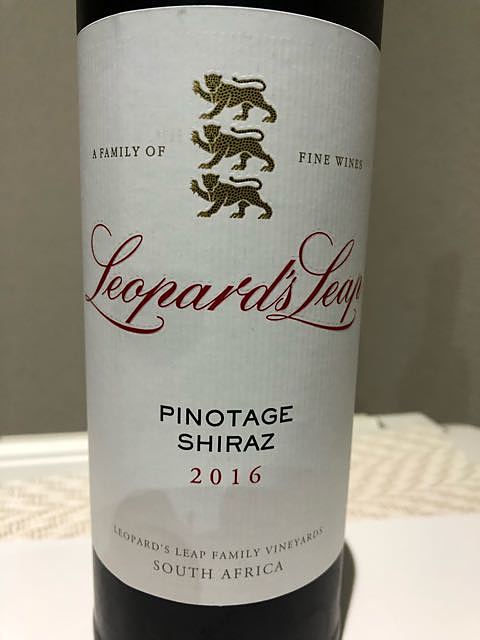 A FAMILY OF FINE WINES
Leopard's Leap
PINOTAGE
SHIRAZ
2016
LEOPARD'S LEAP FAMILY VINEYARDS
SOUTH AFRICA